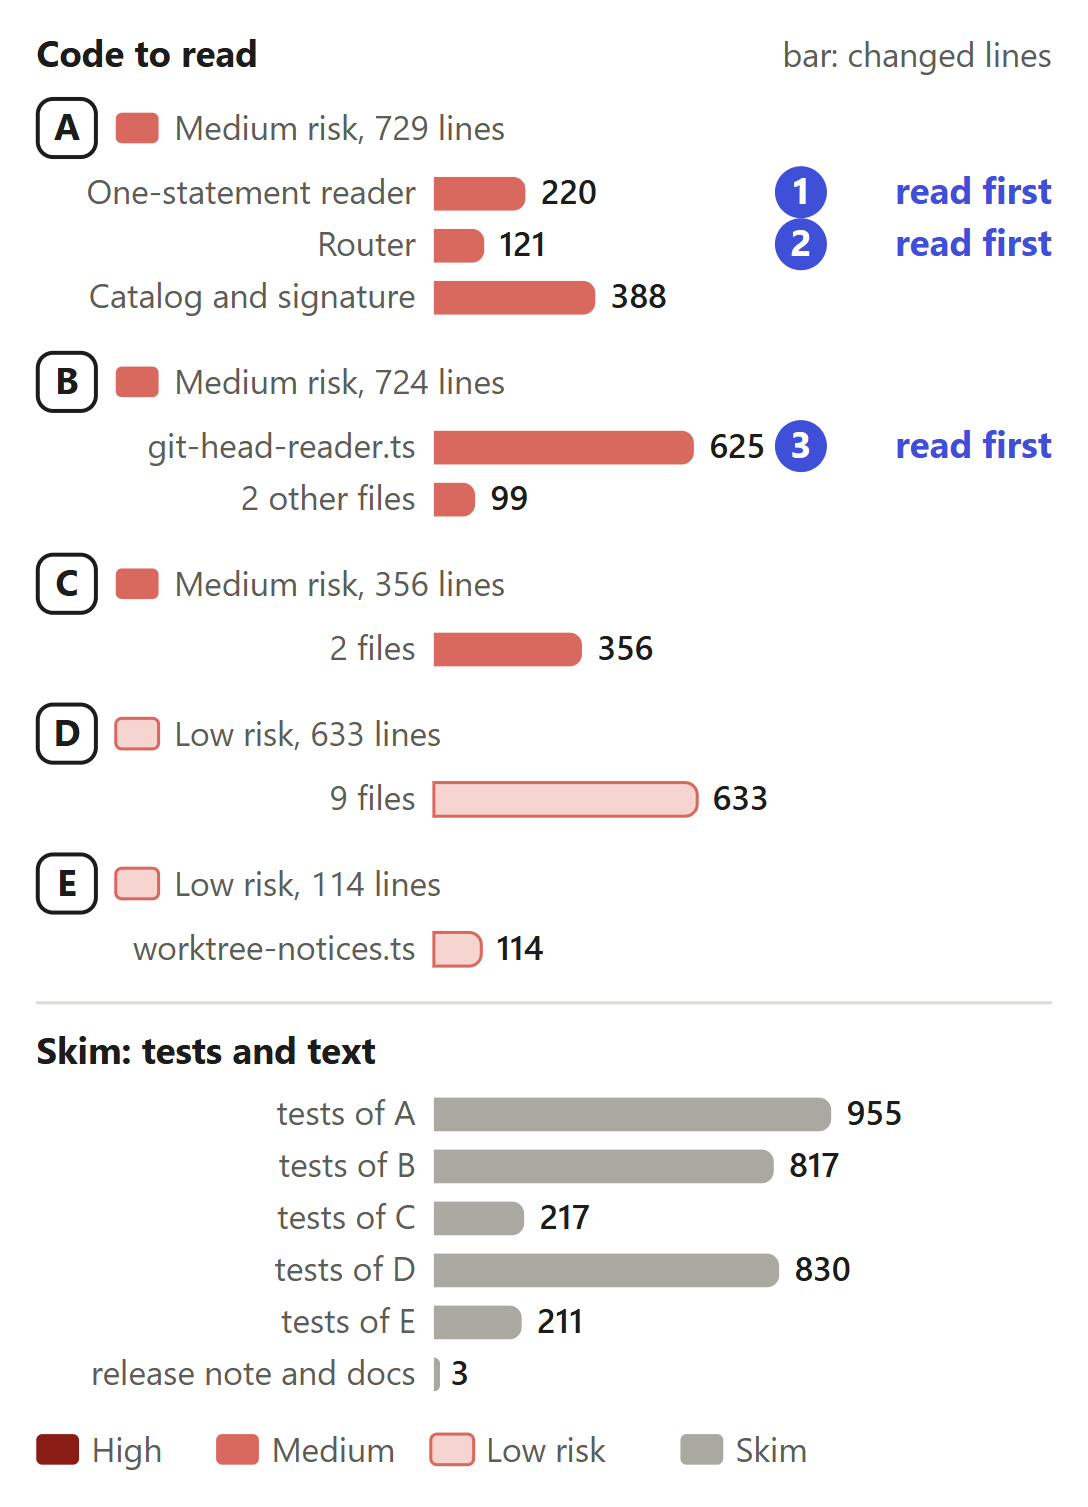 Code to read bar: changed lines
A Medium risk, 729 lines
One-statement reader 220 1 read first
Router 121 2 read first
Catalog and signature 388
B Medium risk, 724 lines
git-head-reader.ts 625 3 read first
2 other files 99
C Medium risk, 356 lines
2 files 356
D Low risk, 633 lines
9 files 633
E Low risk, 114 lines
worktree-notices.ts 114
Skim: tests and text
tests of A 955
tests of B 817
tests of C 217
tests of D 830
tests of E 211
release note and docs 3
High Medium Low risk Skim